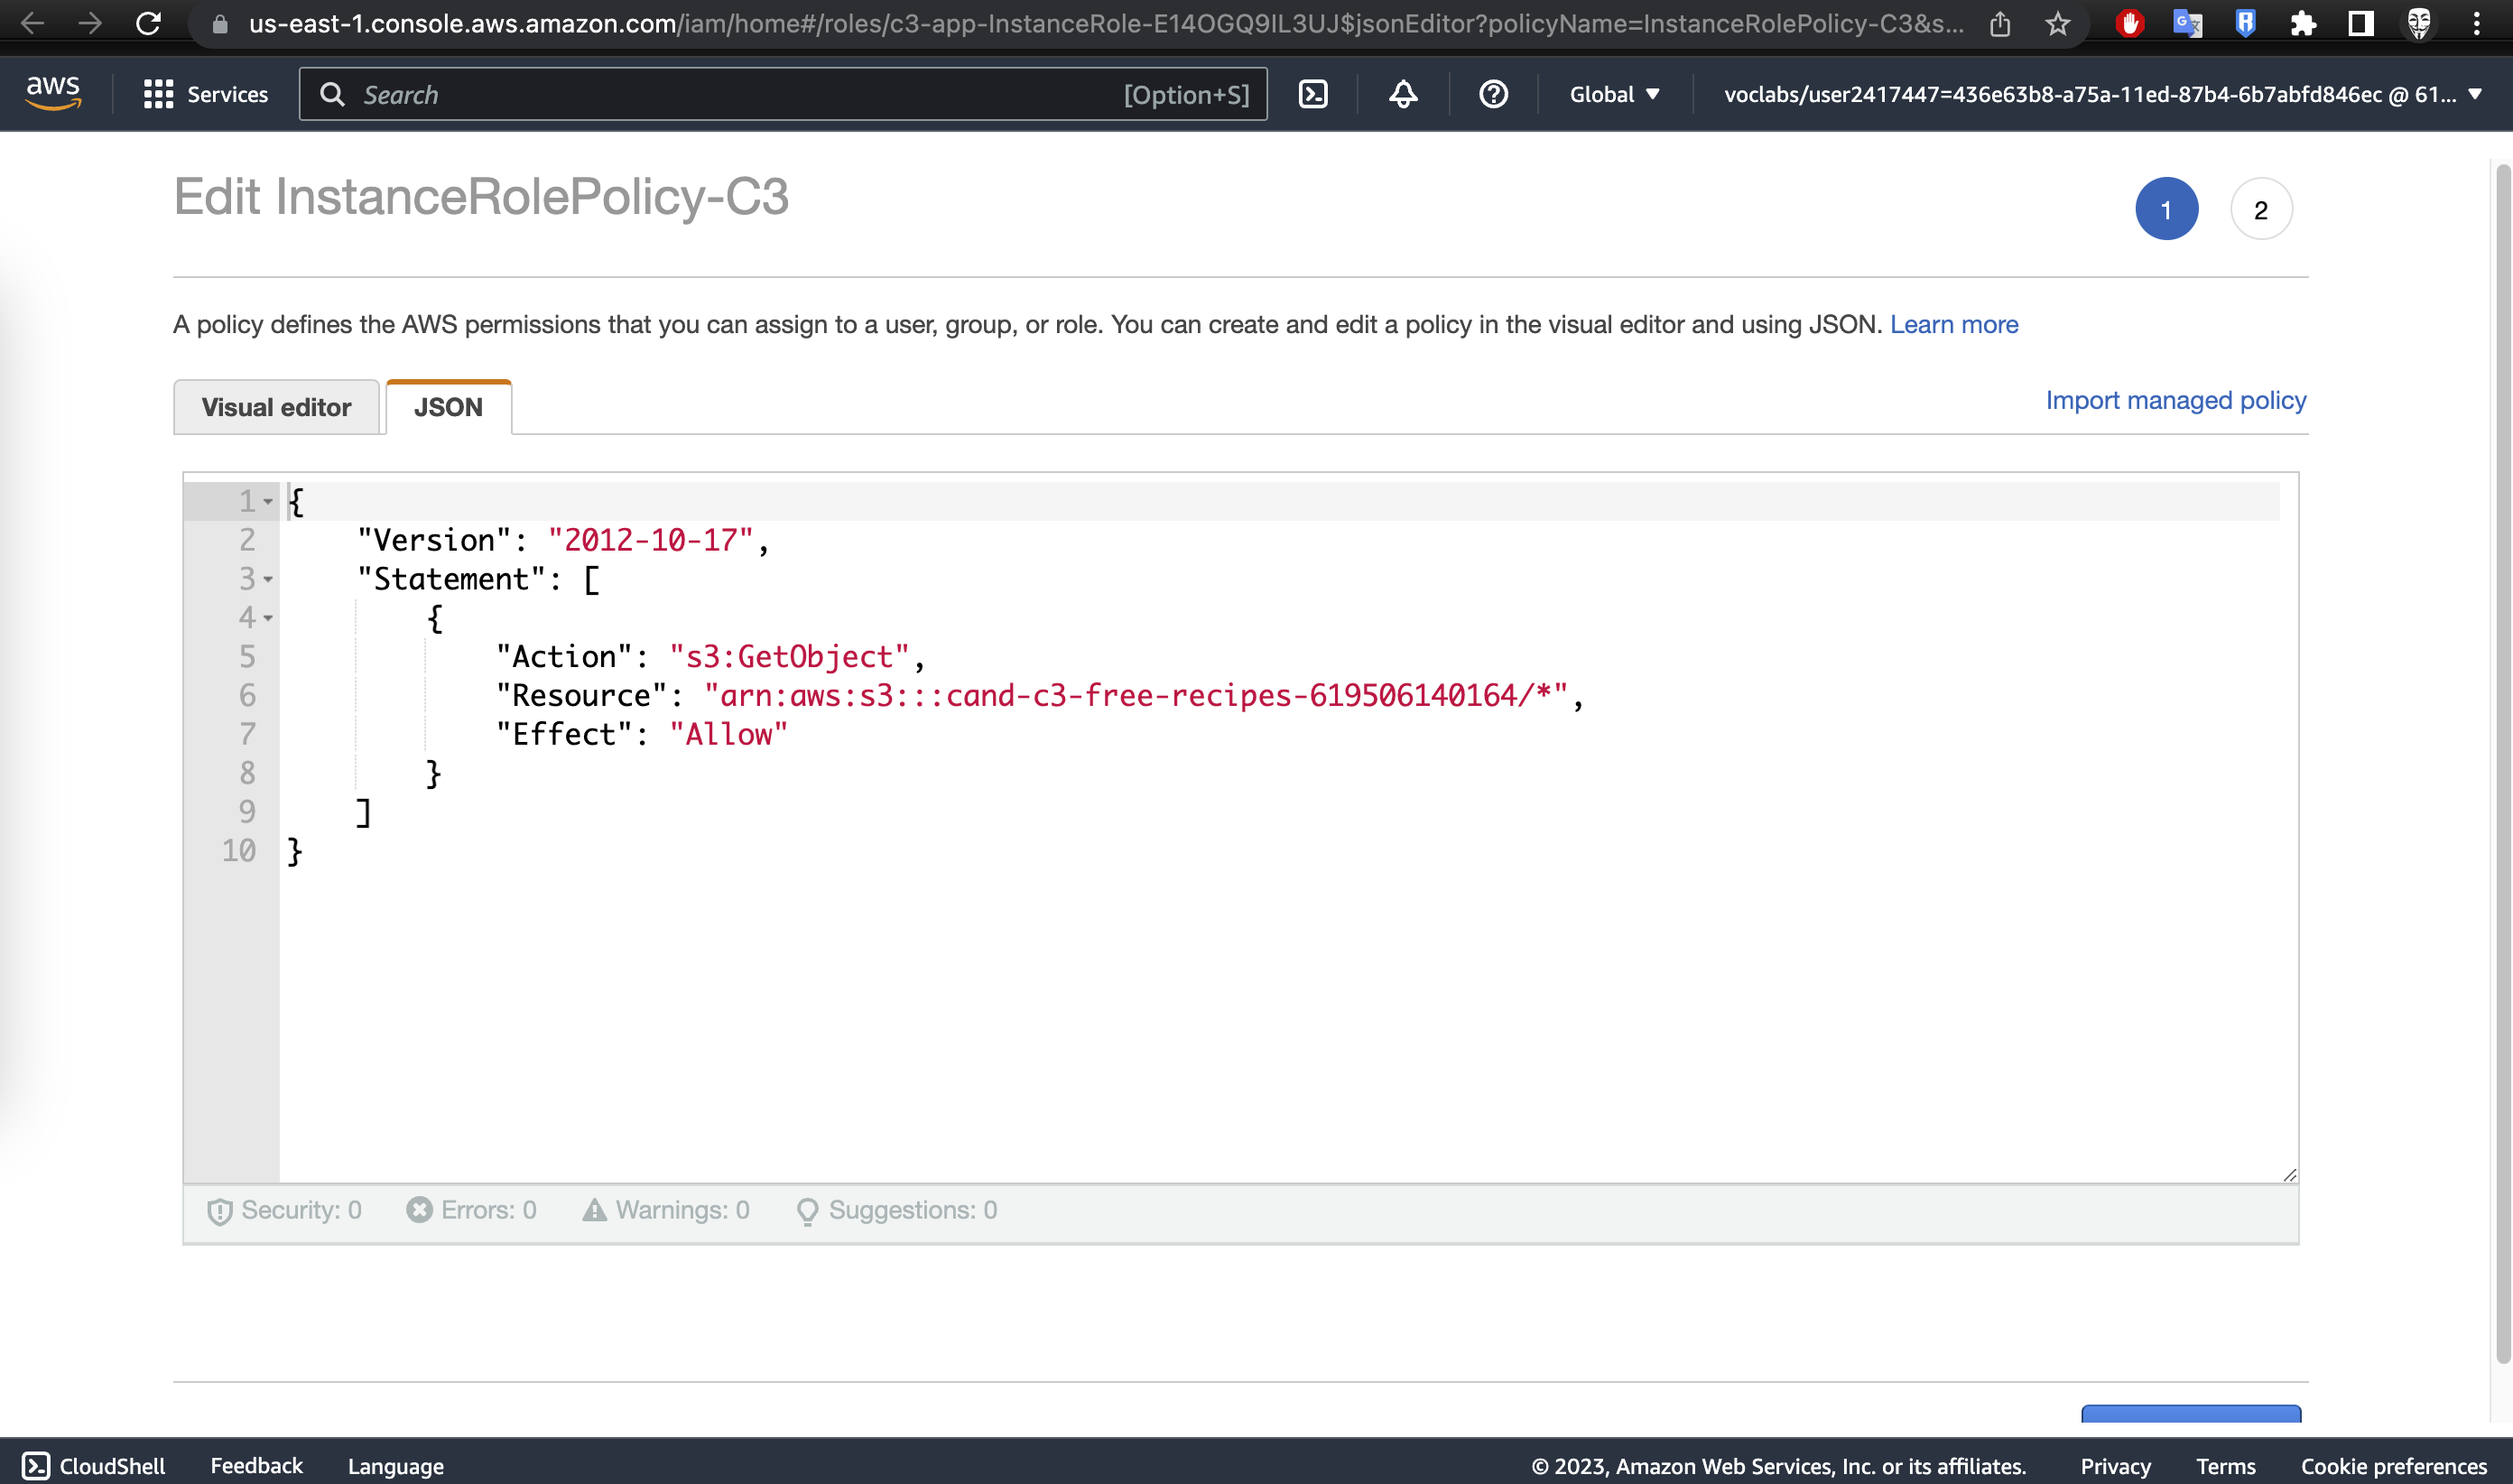 us-east-1.console.aws.amazon.com/iam/home#/roles/c3-app-InstanceRole-E14OGQ9IL3UJ$jsonEditor?policyName=InstanceRolePolicy-C3&s...
aws
Services
Search
[Option+S]
Global
voclabs/user2417447=436e63b8-a75a-11ed-87b4-6b7abfd846ec @ 61...
Edit InstanceRolePolicy-C3
1
2
A policy defines the AWS permissions that you can assign to a user, group, or role. You can create and edit a policy in the visual editor and using JSON. Learn more
Visual editor
JSON
Import managed policy
1 {
2 "Version": "2012-10-17",
3 "Statement": [
4 {
5 "Action": "s3:GetObject",
6 "Resource": "arn:aws:s3:::cand-c3-free-recipes-619506140164/*",
7 "Effect": "Allow"
8 }
9 ]
10 }
Security: 0
Errors: 0
Warnings: 0
Suggestions: 0
CloudShell
Feedback
Language
© 2023, Amazon Web Services, Inc. or its affiliates.
Privacy
Terms
Cookie preferences